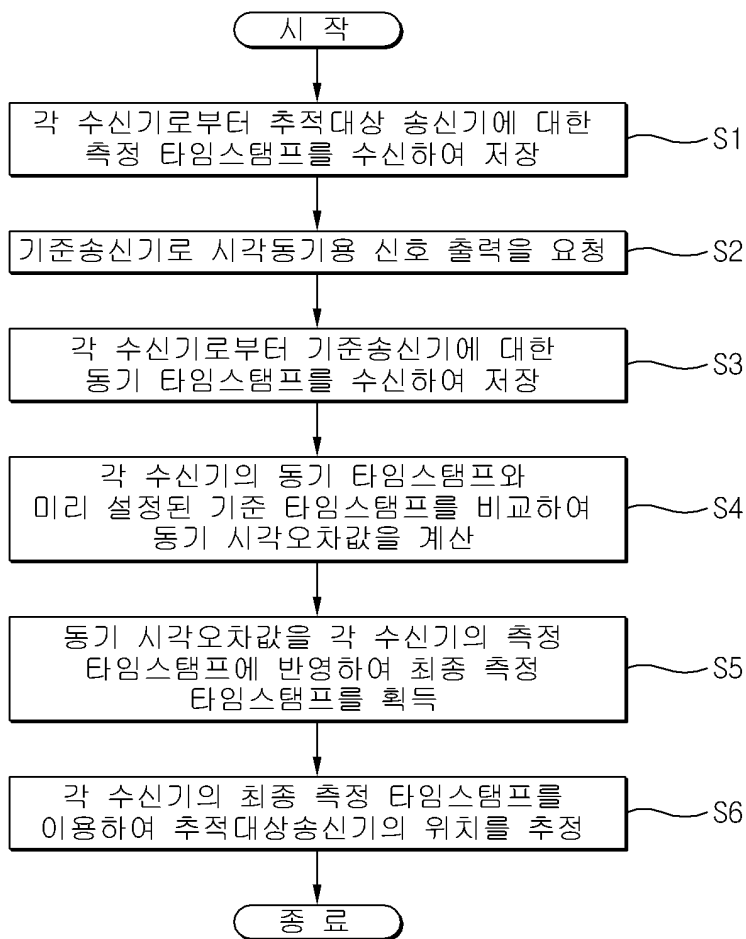 시 작
각 수신기로부터 추적대상 송신기에 대한
측정 타임스탬프를 수신하여 저장
S1
기준송신기로 시각동기용 신호 출력을 요청
S2
각 수신기로부터 기준송신기에 대한
동기 타임스탬프를 수신하여 저장
S3
각 수신기의 동기 타임스탬프와
미리 설정된 기준 타임스탬프를 비교하여
동기 시각오차값을 계산
S4
동기 시각오차값을 각 수신기의 측정
타임스탬프에 반영하여 최종 측정
타임스탬프를 획득
S5
각 수신기의 최종 측정 타임스탬프를
이용하여 추적대상송신기의 위치를 추정
S6
종 료